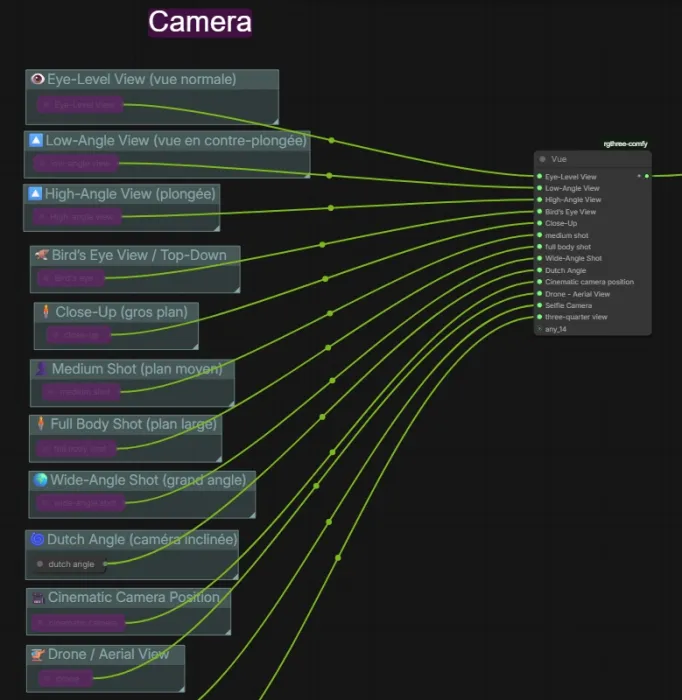 Camera
Eye-Level View (vue normale)
Eye-Level View
Low-Angle View (vue en contre-plongée)
low-angle view
High-Angle View (plongée)
High-angle view
Bird's Eye View / Top-Down
Bird's eye
Close-Up (gros plan)
close-up
Medium Shot (plan moyen)
medium shot
Full Body Shot (plan large)
full body shot
Wide-Angle Shot (grand angle)
wide-angle shot
Dutch Angle (caméra inclinée)
dutch angle
Cinematic Camera Position
cinematic camera
Drone / Aerial View
drone
rgthree-comfy
Vue
Eye-Level View
Low-Angle View
High-Angle View
Bird's Eye View
Close-Up
medium shot
full body shot
Wide-Angle Shot
Dutch Angle
Cinematic camera position
Drone - Aerial View
Selfie Camera
three-quarter view
any_14